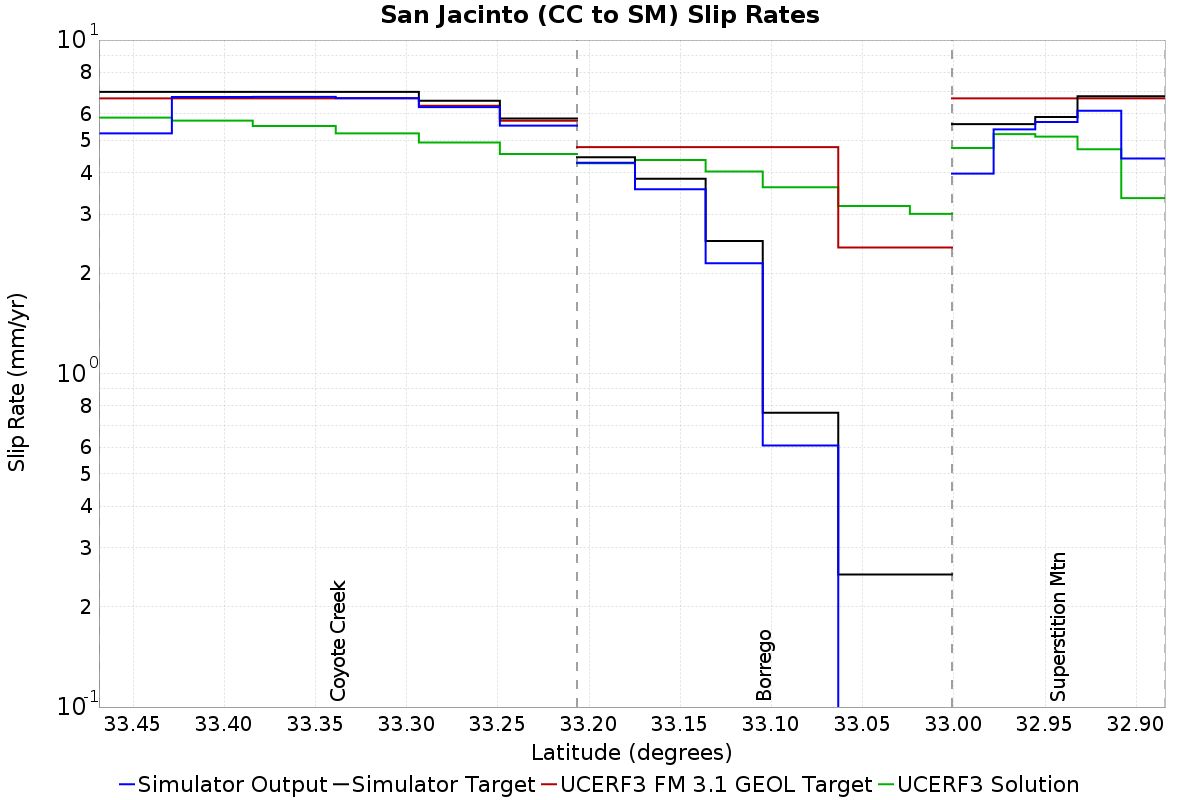 San Jacinto (CC to SM) Slip Rates
10^1
8
6
5
4
3
2
10^0
8
6
5
4
3
2
10^-1
Slip Rate (mm/yr)
Coyote Creek
Borrego
Superstition Mtn
33.45 33.40 33.35 33.30 33.25 33.20 33.15 33.10 33.05 33.00 32.95 32.90
Latitude (degrees)
Simulator Output Simulator Target UCERF3 FM 3.1 GEOL Target UCERF3 Solution